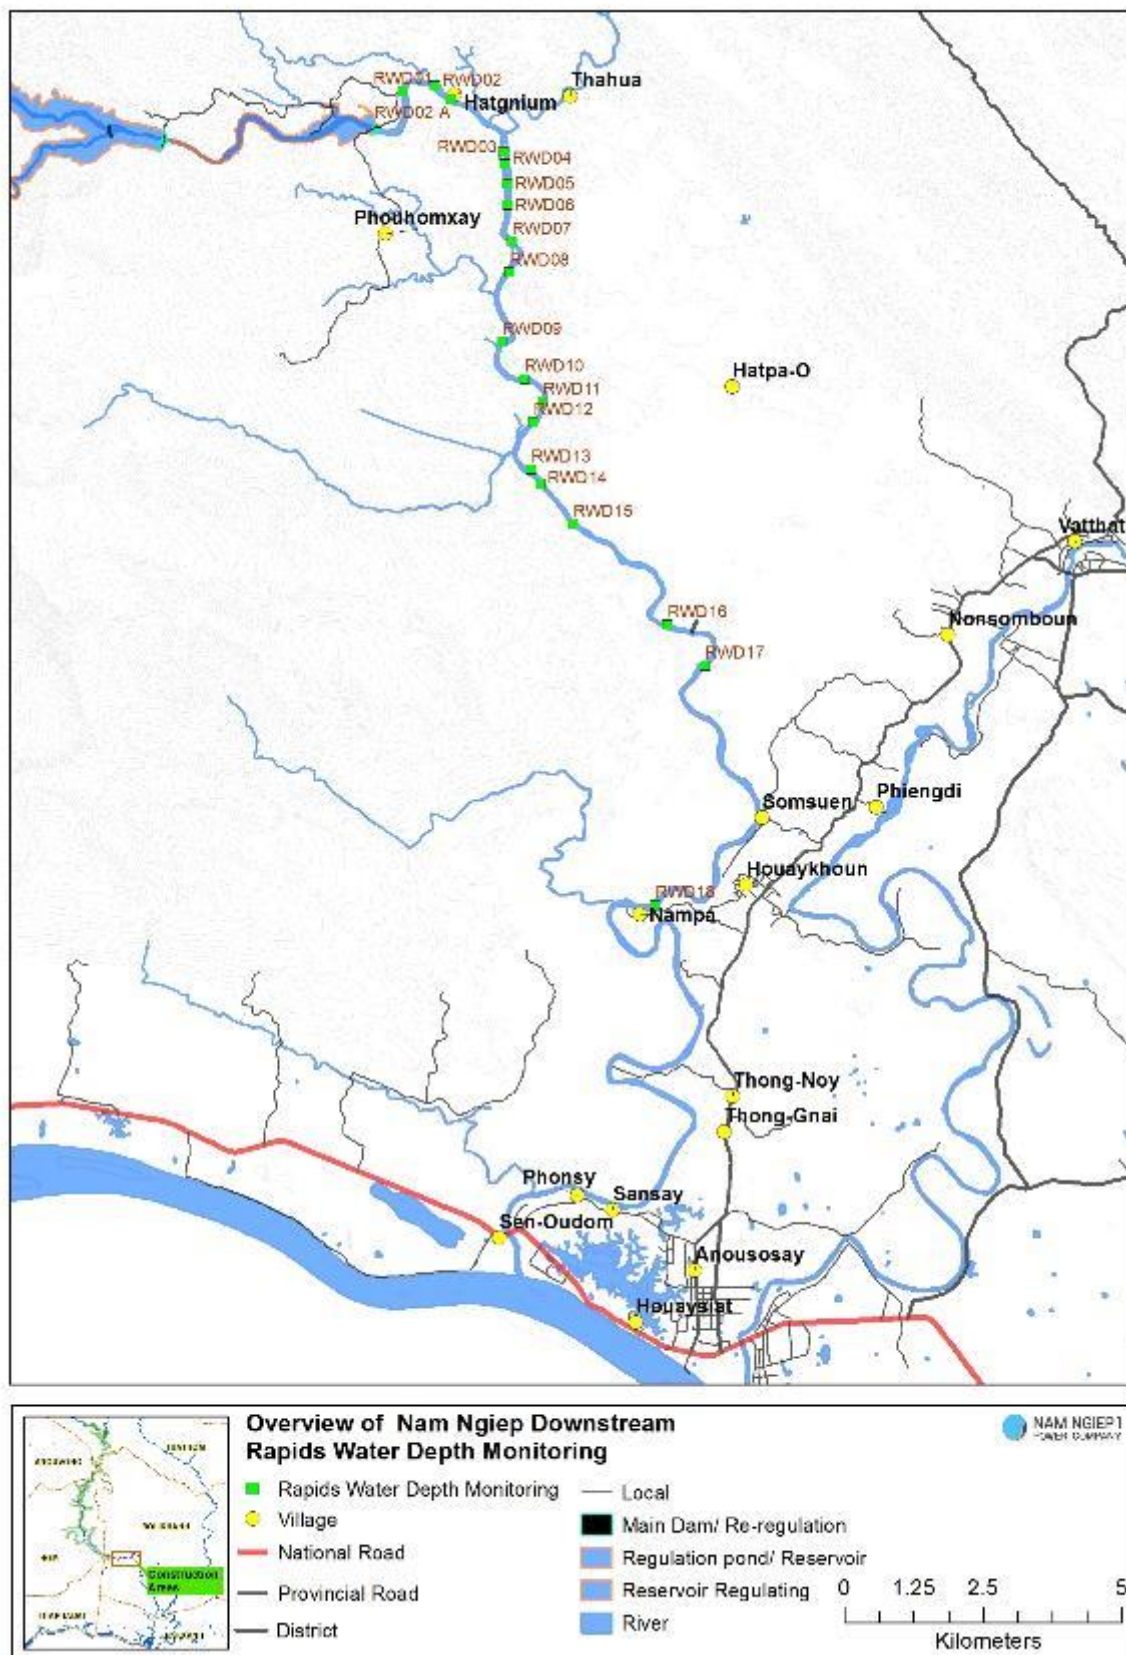 Thahua
RWD01
RWD02
Hatgnium
RWD02 A
RWD03
RWD04
RWD05
RWD06
Phouhomxay
RWD07
RWD08
RWD09
RWD10
Hatpa-O
RWD11
RWD12
RWD13
RWD14
RWD15
Vatthat
RWD16
Nonsomboun
RWD17
Somsuen
Phiengdi
Houaykhoun
RWD18
Nampa
Thong-Noy
Thong-Gnai
Phonsy
Sansay
Sen-Oudom
Anousosay
Houaysiat
Overview of Nam Ngiep Downstream
Rapids Water Depth Monitoring
NAM NGIEP1
POWER COMPANY
Rapids Water Depth Monitoring
Village
National Road
Provincial Road
District
Local
Main Dam/ Re-regulation
Regulation pond/ Reservoir
Reservoir Regulating
River
Construction
Areas
0 1.25 2.5 5
Kilometers